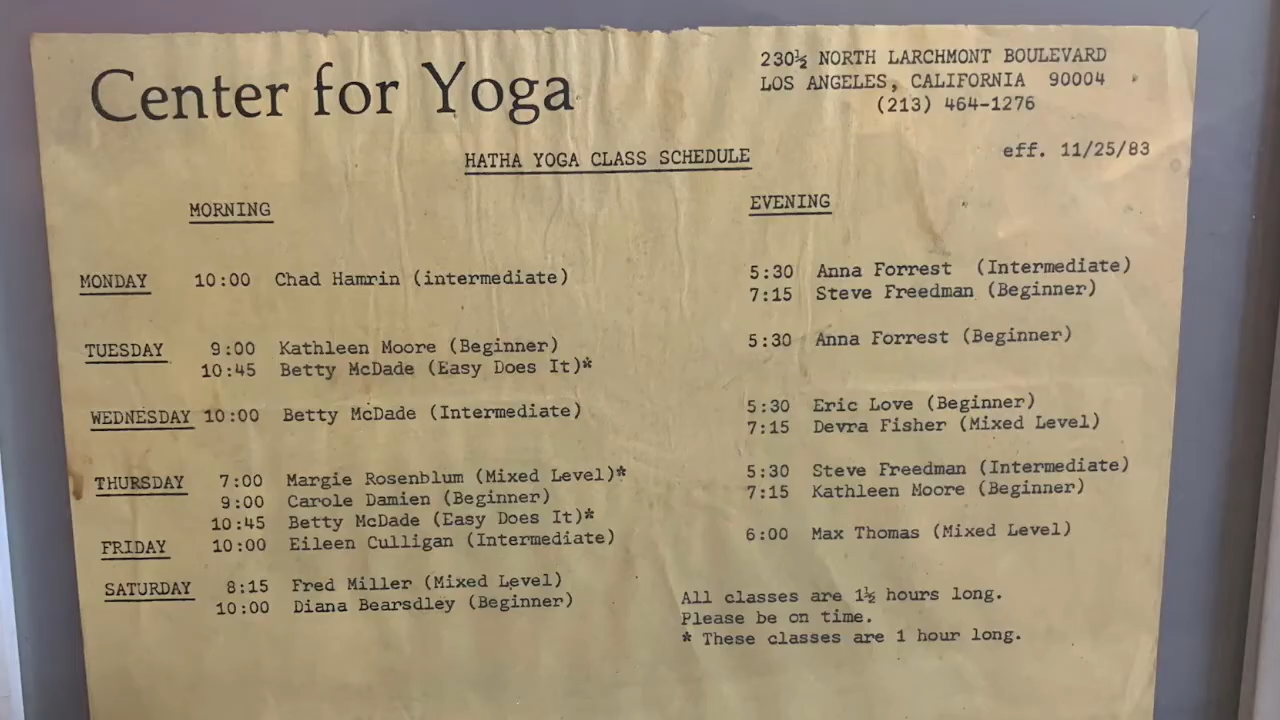 Center for Yoga
230½ NORTH LARCHMONT BOULEVARD
LOS ANGELES, CALIFORNIA 90004
(213) 464-1276
HATHA YOGA CLASS SCHEDULE
eff. 11/25/83
MORNING
EVENING
MONDAY 10:00 Chad Hamrin (intermediate)
5:30 Anna Forrest (Intermediate)
7:15 Steve Freedman (Beginner)
TUESDAY 9:00 Kathleen Moore (Beginner)
10:45 Betty McDade (Easy Does It)*
5:30 Anna Forrest (Beginner)
WEDNESDAY 10:00 Betty McDade (Intermediate)
5:30 Eric Love (Beginner)
7:15 Devra Fisher (Mixed Level)
THURSDAY 7:00 Margie Rosenblum (Mixed Level)*
9:00 Carole Damien (Beginner)
10:45 Betty McDade (Easy Does It)*
5:30 Steve Freedman (Intermediate)
7:15 Kathleen Moore (Beginner)
FRIDAY 10:00 Eileen Culligan (Intermediate)
6:00 Max Thomas (Mixed Level)
SATURDAY 8:15 Fred Miller (Mixed Level)
10:00 Diana Bearsdley (Beginner)
All classes are 1½ hours long.
Please be on time.
* These classes are 1 hour long.